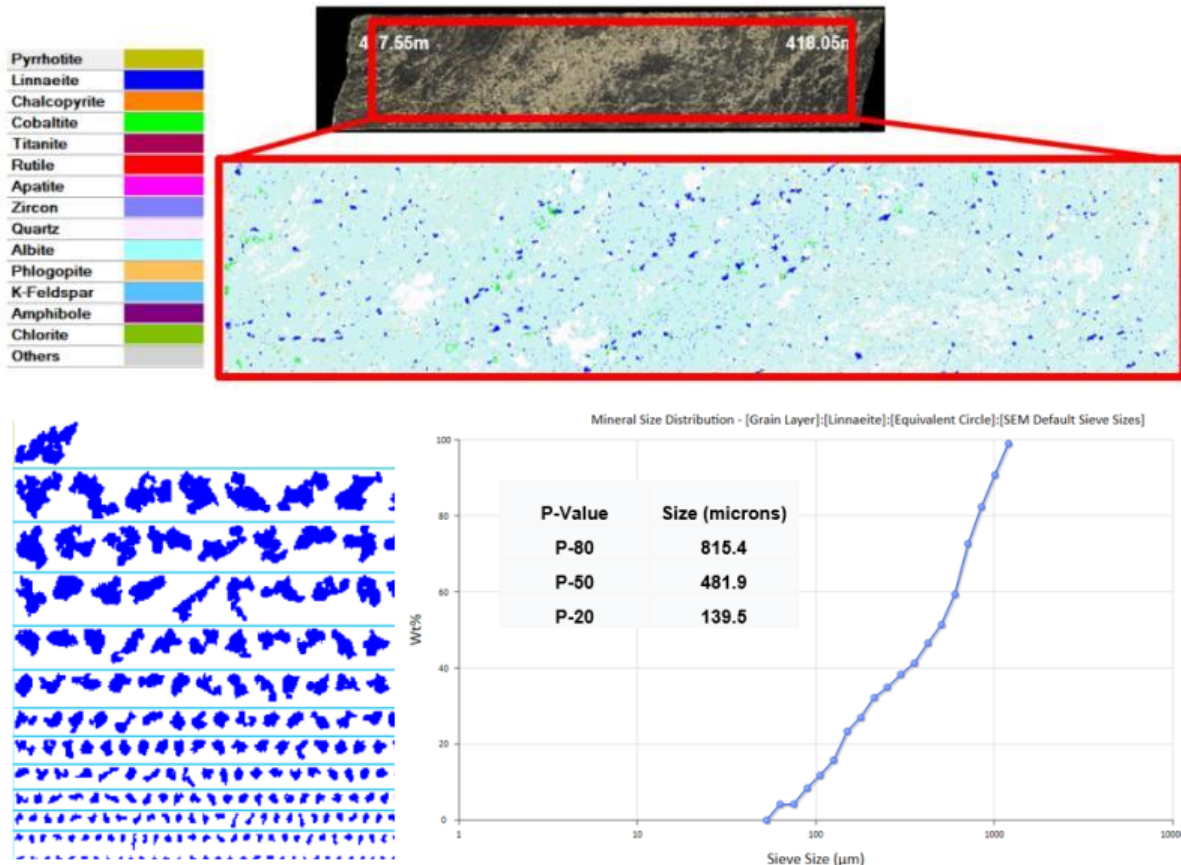 418.05m
Pyrrhotite
Linnaeite
Chalcopyrite
Cobaltite
Titanite
Rutile
Apatite
Zircon
Quartz
Albite
Phlogopite
K-Feldspar
Amphibole
Chlorite
Others
Mineral Size Distribution - [Grain Layer]:[Linnaeite]:[Equivalent Circle]:[SEM Default Sieve Sizes]
100
80
60
40
20
0
Wt%
P-Value Size (microns)
P-80 815.4
P-50 481.9
P-20 139.5
1 10 100 1000
Sieve Size (µm)